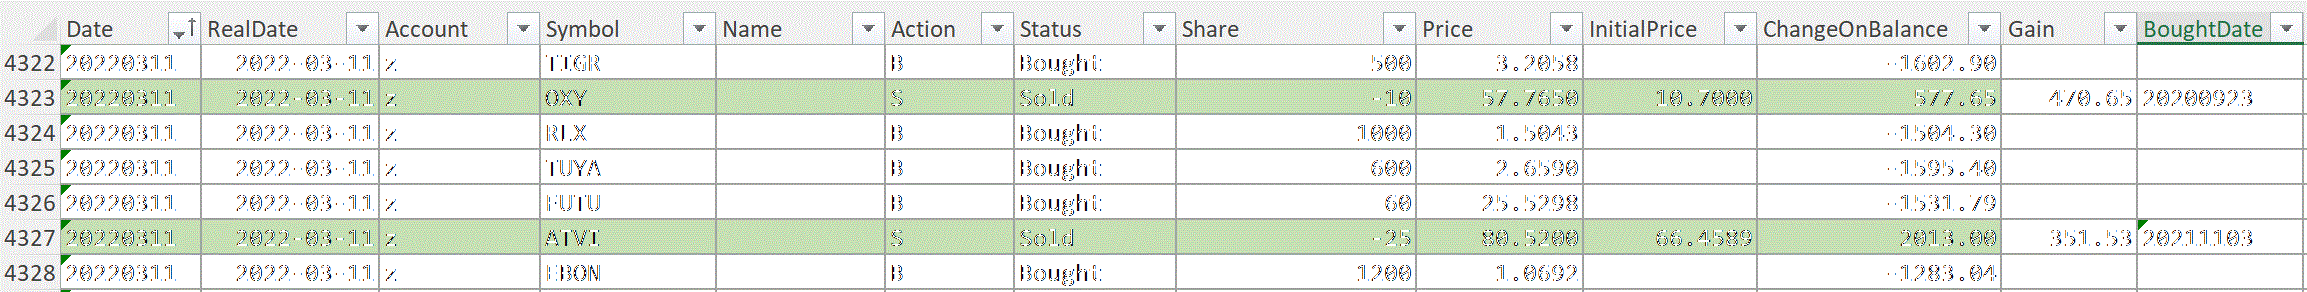 Date RealDate Account Symbol Name Action Status Share Price InitialPrice ChangeOnBalance Gain BoughtDate
4322 20220311 2022-03-11 z TIGR B Bought 500 3.2058 -1602.90
4323 20220311 2022-03-11 z OXY S Sold -10 57.7650 10.7000 577.65 470.65 20200923
4324 20220311 2022-03-11 z RLX B Bought 1000 1.5043 -1504.30
4325 20220311 2022-03-11 z TUYA B Bought 600 2.6590 -1595.40
4326 20220311 2022-03-11 z FUTU B Bought 60 25.5298 -1531.79
4327 20220311 2022-03-11 z ATVI S Sold -25 80.5200 66.4589 2013.00 351.53 20211103
4328 20220311 2022-03-11 z EBON B Bought 1200 1.0692 -1283.04